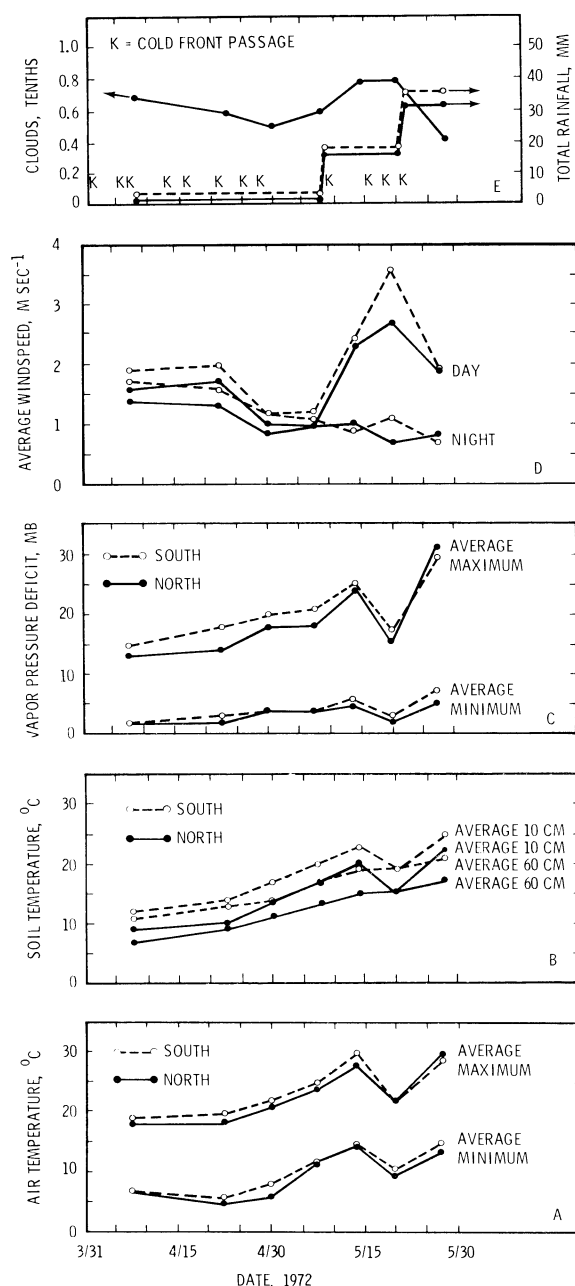 K = COLD FRONT PASSAGE
CLOUDS, TENTHS
1.0
0.8
0.6
0.4
0.2
0
K KK K K K K K K K K K
E
50
40
30
20
10
0
TOTAL RAINFALL, MM
AVERAGE WINDSPEED, M SEC⁻¹
4
3
2
1
0
DAY
NIGHT
D
VAPOR PRESSURE DEFICIT, MB
30
20
10
0
SOUTH
NORTH
AVERAGE
MAXIMUM
AVERAGE
MINIMUM
C
SOIL TEMPERATURE, °C
30
20
10
0
SOUTH
NORTH
AVERAGE 10 CM
AVERAGE 10 CM
AVERAGE 60 CM
AVERAGE 60 CM
B
AIR TEMPERATURE, °C
30
20
10
0
SOUTH
NORTH
AVERAGE
MAXIMUM
AVERAGE
MINIMUM
A
3/31 4/15 4/30 5/15 5/30
DATE, 1972